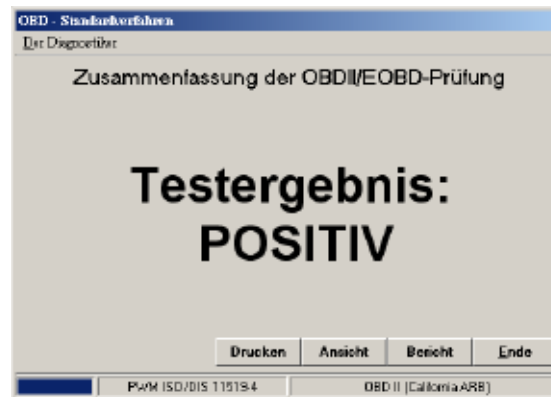 OBD - Standardverfahren
Der Diagnostiker
Zusammenfassung der OBDII/EOBD-Prüfung
Testergebnis:
POSITIV
Drucken Ansicht Bericht Ende
PWM ISO/DIS 11519-4 OBD II (California ARB)